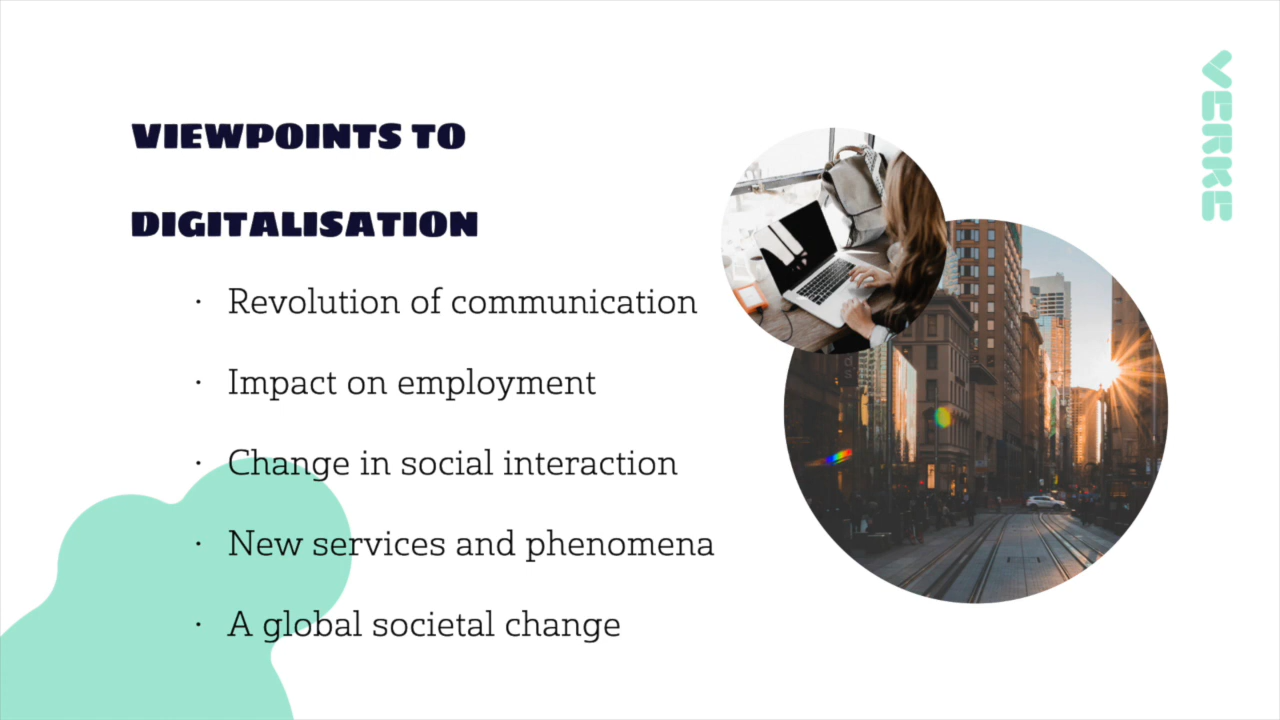 VIEWPOINTS TO
DIGITALISATION
· Revolution of communication
· Impact on employment
· Change in social interaction
· New services and phenomena
· A global societal change
VERKE